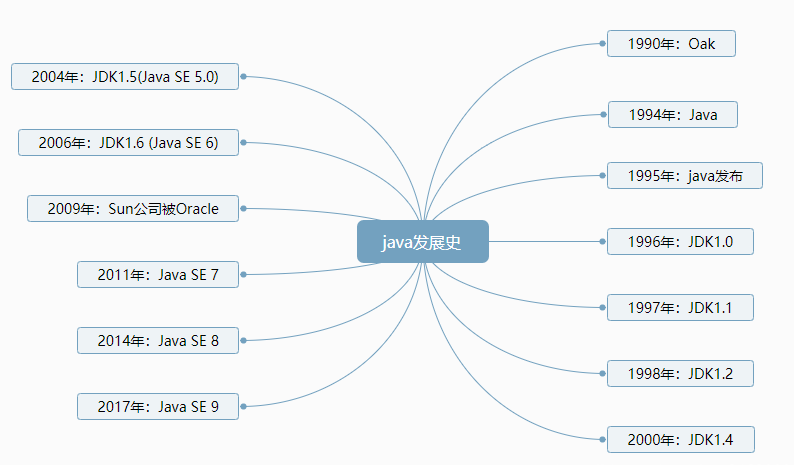 java发展史
1990年：Oak
1994年：Java
1995年：java发布
1996年：JDK1.0
1997年：JDK1.1
1998年：JDK1.2
2000年：JDK1.4
2004年：JDK1.5(Java SE 5.0)
2006年：JDK1.6 (Java SE 6)
2009年：Sun公司被Oracle
2011年：Java SE 7
2014年：Java SE 8
2017年：Java SE 9